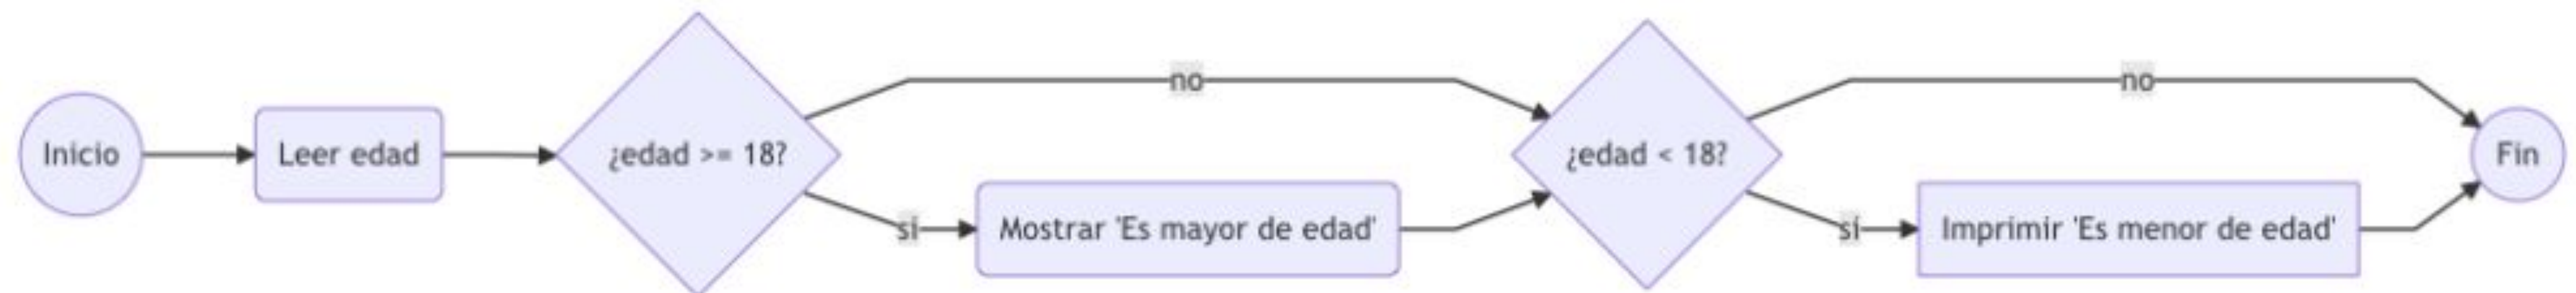 Inicio
Leer edad
¿edad >= 18?
no
sí
Mostrar 'Es mayor de edad'
¿edad < 18?
no
sí
Imprimir 'Es menor de edad'
Fin